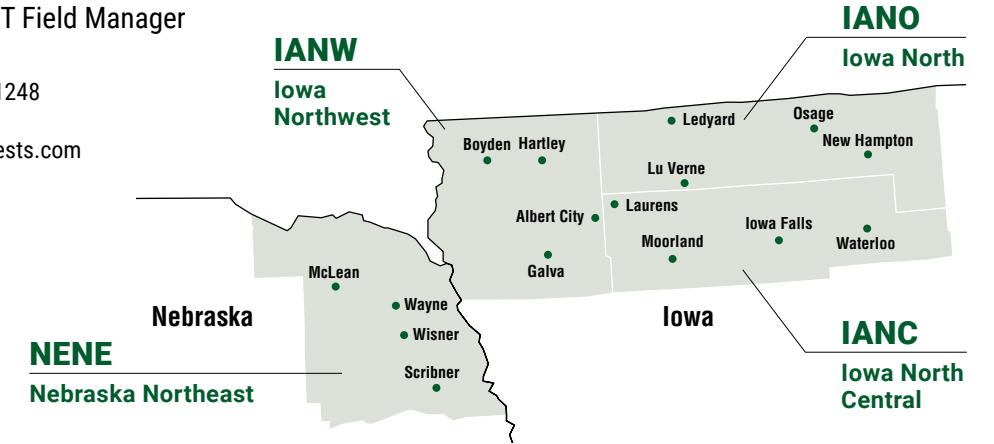 T Field Manager
1248
ests.com
IANW
Iowa
Northwest
IANO
Iowa North
Ledyard
Osage
New Hampton
Boyden
Hartley
Lu Verne
Albert City
Laurens
Moorland
Iowa Falls
Waterloo
Galva
McLean
Wayne
Wisner
Scribner
Nebraska
Iowa
NENE
Nebraska Northeast
IANC
Iowa North
Central